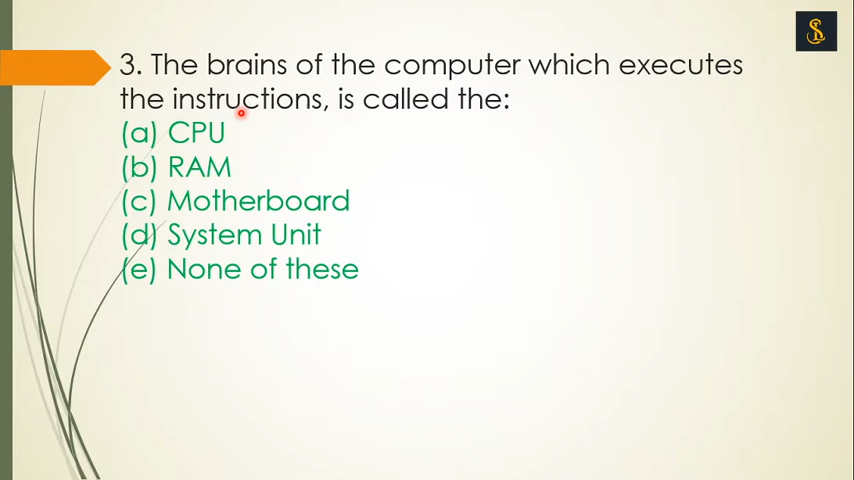 3. The brains of the computer which executes
the instructions, is called the:
(a) CPU
(b) RAM
(c) Motherboard
(d) System Unit
(e) None of these